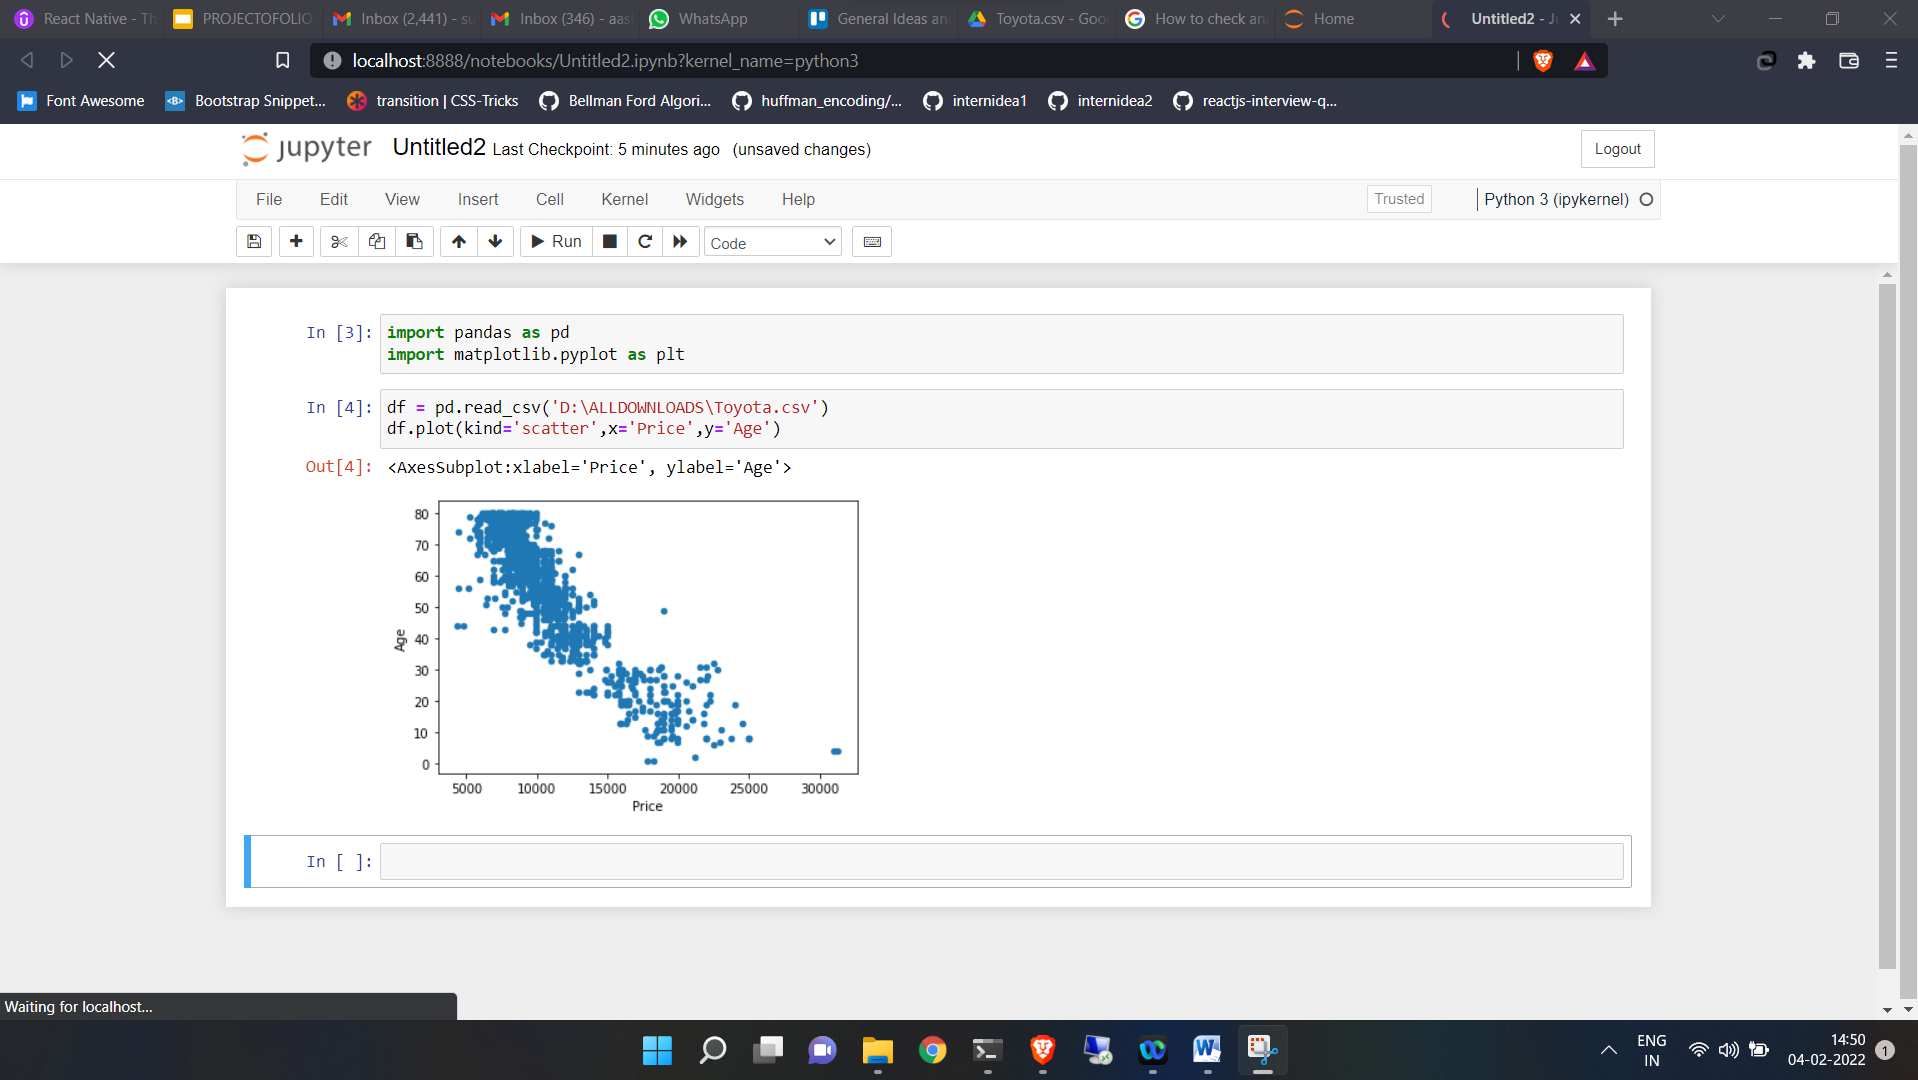 React Native - Th
PROJECTOFOLIO
Inbox (2,441) - su
Inbox (346) - aas
WhatsApp
General Ideas an
Toyota.csv - Goo
How to check an
Home
Untitled2 - Ju
localhost:8888/notebooks/Untitled2.ipynb?kernel_name=python3
Font Awesome
Bootstrap Snippet...
transition | CSS-Tricks
Bellman Ford Algori...
huffman_encoding/...
internidea1
internidea2
reactjs-interview-q...
jupyter Untitled2 Last Checkpoint: 5 minutes ago (unsaved changes)
Logout
File Edit View Insert Cell Kernel Widgets Help
Trusted
Python 3 (ipykernel)
Run
Code
In [3]: import pandas as pd
import matplotlib.pyplot as plt
In [4]: df = pd.read_csv('D:\ALLDOWNLOADS\Toyota.csv')
df.plot(kind='scatter',x='Price',y='Age')
Out[4]: <AxesSubplot:xlabel='Price', ylabel='Age'>
80
70
60
50
40
30
20
10
0
Age
5000 10000 15000 20000 25000 30000
Price
In [ ]:
Waiting for localhost...
ENG
IN
14:50
04-02-2022
1